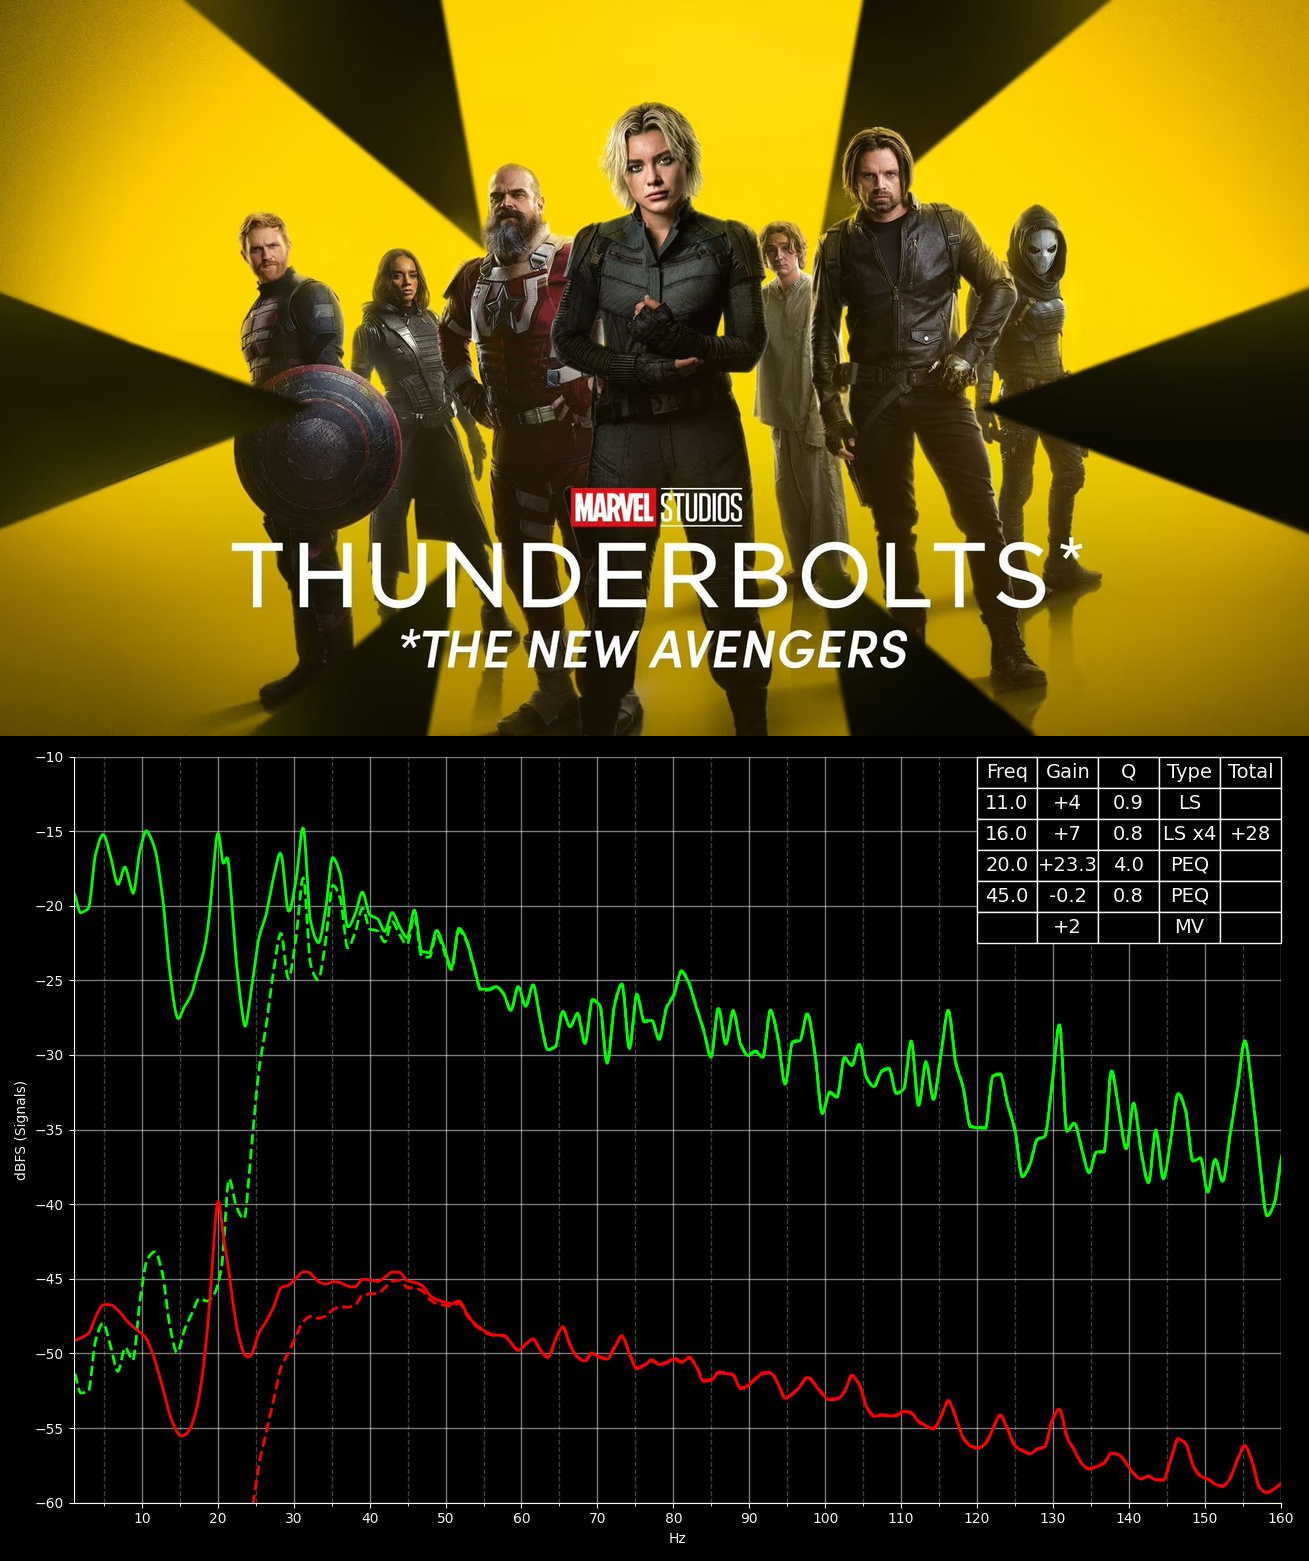 MARVEL STUDIOS
THUNDERBOLTS*
*THE NEW AVENGERS
Freq Gain Q Type Total
11.0 +4 0.9 LS
16.0 +7 0.8 LS x4 +28
20.0 +23.3 4.0 PEQ
45.0 -0.2 0.8 PEQ
+2 MV
dBFS (Signals)
−10
−15
−20
−25
−30
−35
−40
−45
−50
−55
−60
10 20 30 40 50 60 70 80 90 100 110 120 130 140 150 160
Hz